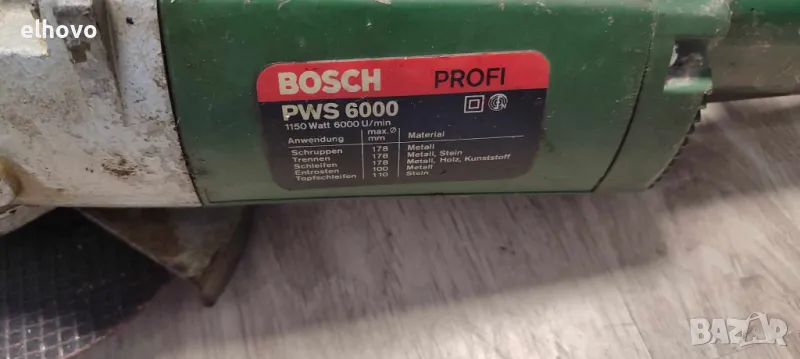 elhovo
BOSCH PROFI
PWS 6000
1150 Watt 6000 U/min
Anwendung max.Ø mm Material
Schruppen 178 Metall
Trennen 178 Metall, Stein
Schleifen 178 Metall, Holz, Kunststoff
Entrosten 100 Metall
Topfschleifen 110 Stein
BAZAR